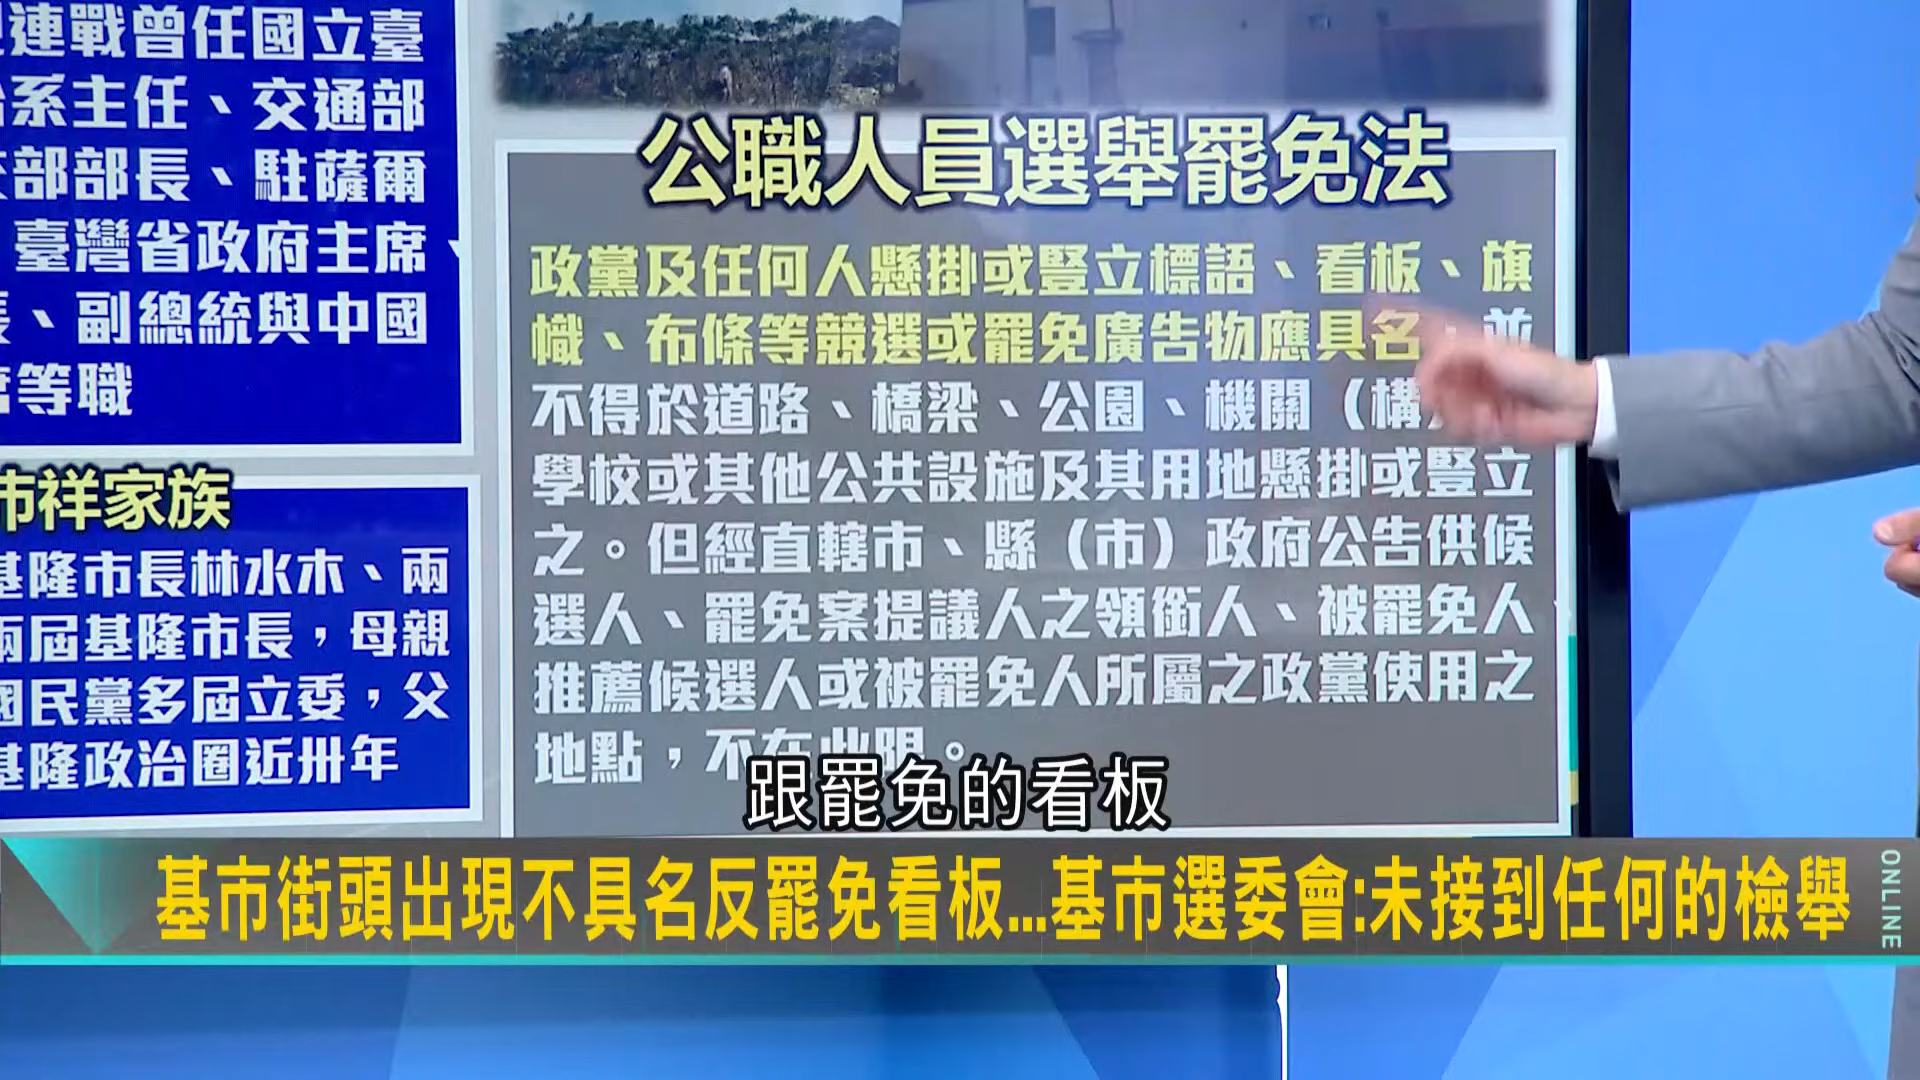 連戰曾任國立臺
系主任、交通部
部部長、駐薩爾
臺灣省政府主席、
、副總統與中國
等職
沛祥家族
基隆市長林水木、兩
兩屆基隆市長，母親
國民黨多屆立委，父
基隆政治圈近卅年
公職人員選舉罷免法
政黨及任何人懸掛或豎立標語、看板、旗
幟、布條等競選或罷免廣告物應具名，並
不得於道路、橋梁、公園、機關（構）
學校或其他公共設施及其用地懸掛或豎立
之。但經直轄市、縣（市）政府公告供候
選人、罷免案提議人之領銜人、被罷免人
推薦候選人或被罷免人所屬之政黨使用之
地點，不在此限。
跟罷免的看板
基市街頭出現不具名反罷免看板...基市選委會:未接到任何的檢舉
ONLINE